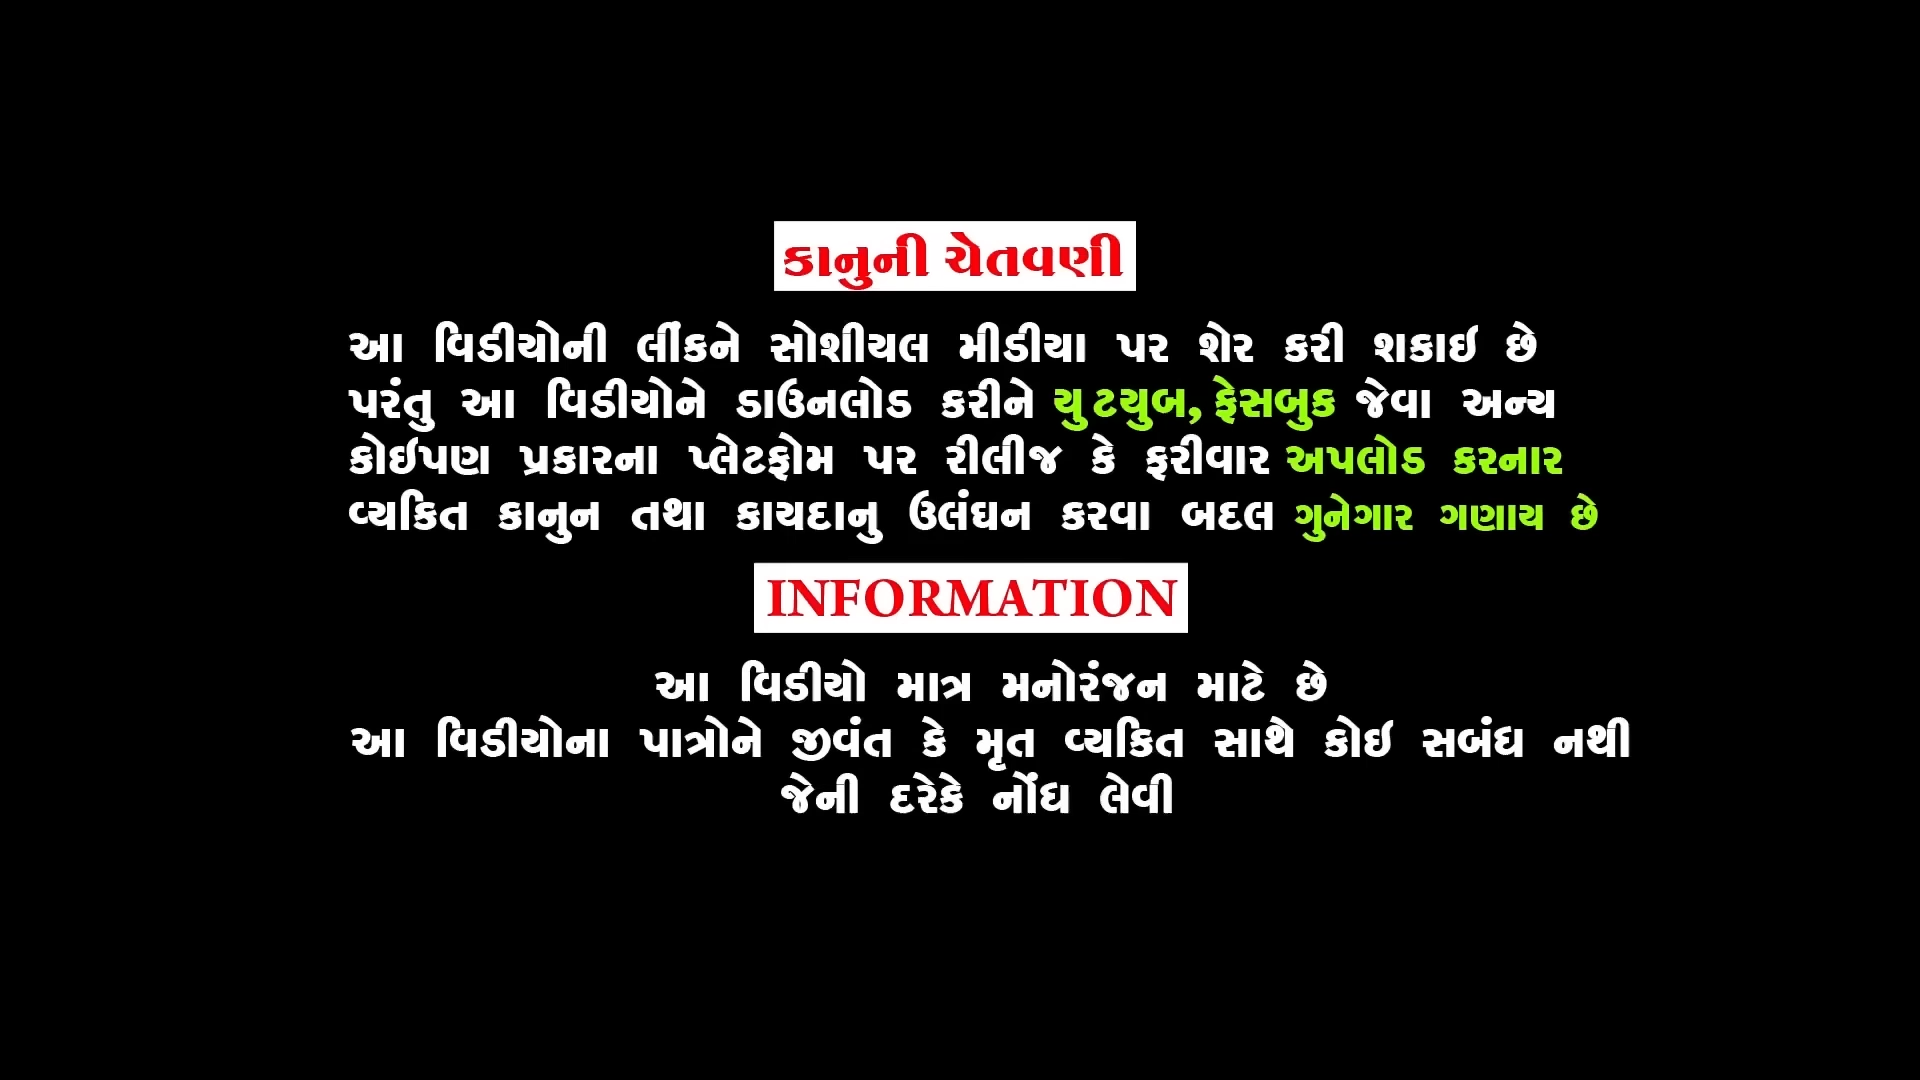 કાનુની ચેતવણી
આ વિડીયોની લીંકને સોશીયલ મીડીયા પર શેર કરી શકાઇ છે
પરંતુ આ વિડીયોને ડાઉનલોડ કરીને યુટયુબ, ફેસબુક જેવા અન્ય
કોઇપણ પ્રકારના પ્લેટફોમ પર રીલીજ કે ફરીવાર અપલોડ કરનાર
વ્યકિત કાનુન તથા કાયદાનુ ઉલંઘન કરવા બદલ ગુનેગાર ગણાય છે
INFORMATION
આ વિડીયો માત્ર મનોરંજન માટે છે
આ વિડીયોના પાત્રોને જીવંત કે મૃત વ્યકિત સાથે કોઇ સબંધ નથી
જેની દરેકે નોંધ લેવી